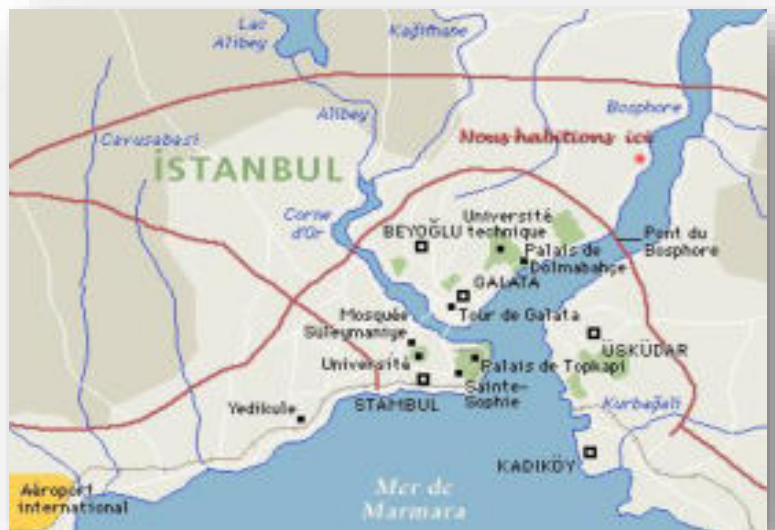 Lac
Alibey
Kağithane
Alibey
Bosphore
Nous habitions ici
Cavusabasi
İSTANBUL
Corne
d'Or
BEYOĞLU
Université
technique
Pont du
Bosphore
Palais de
Dolmabahçe
GALATA
Tour de Galata
Mosquée
Süleymaniye
ÜSKÜDAR
Université
Palais de Topkapi
Sainte-
Sophie
STAMBUL
Yedikule
Kurbağali
KADIKÖY
Aéroport
international
Mer de
Marmara